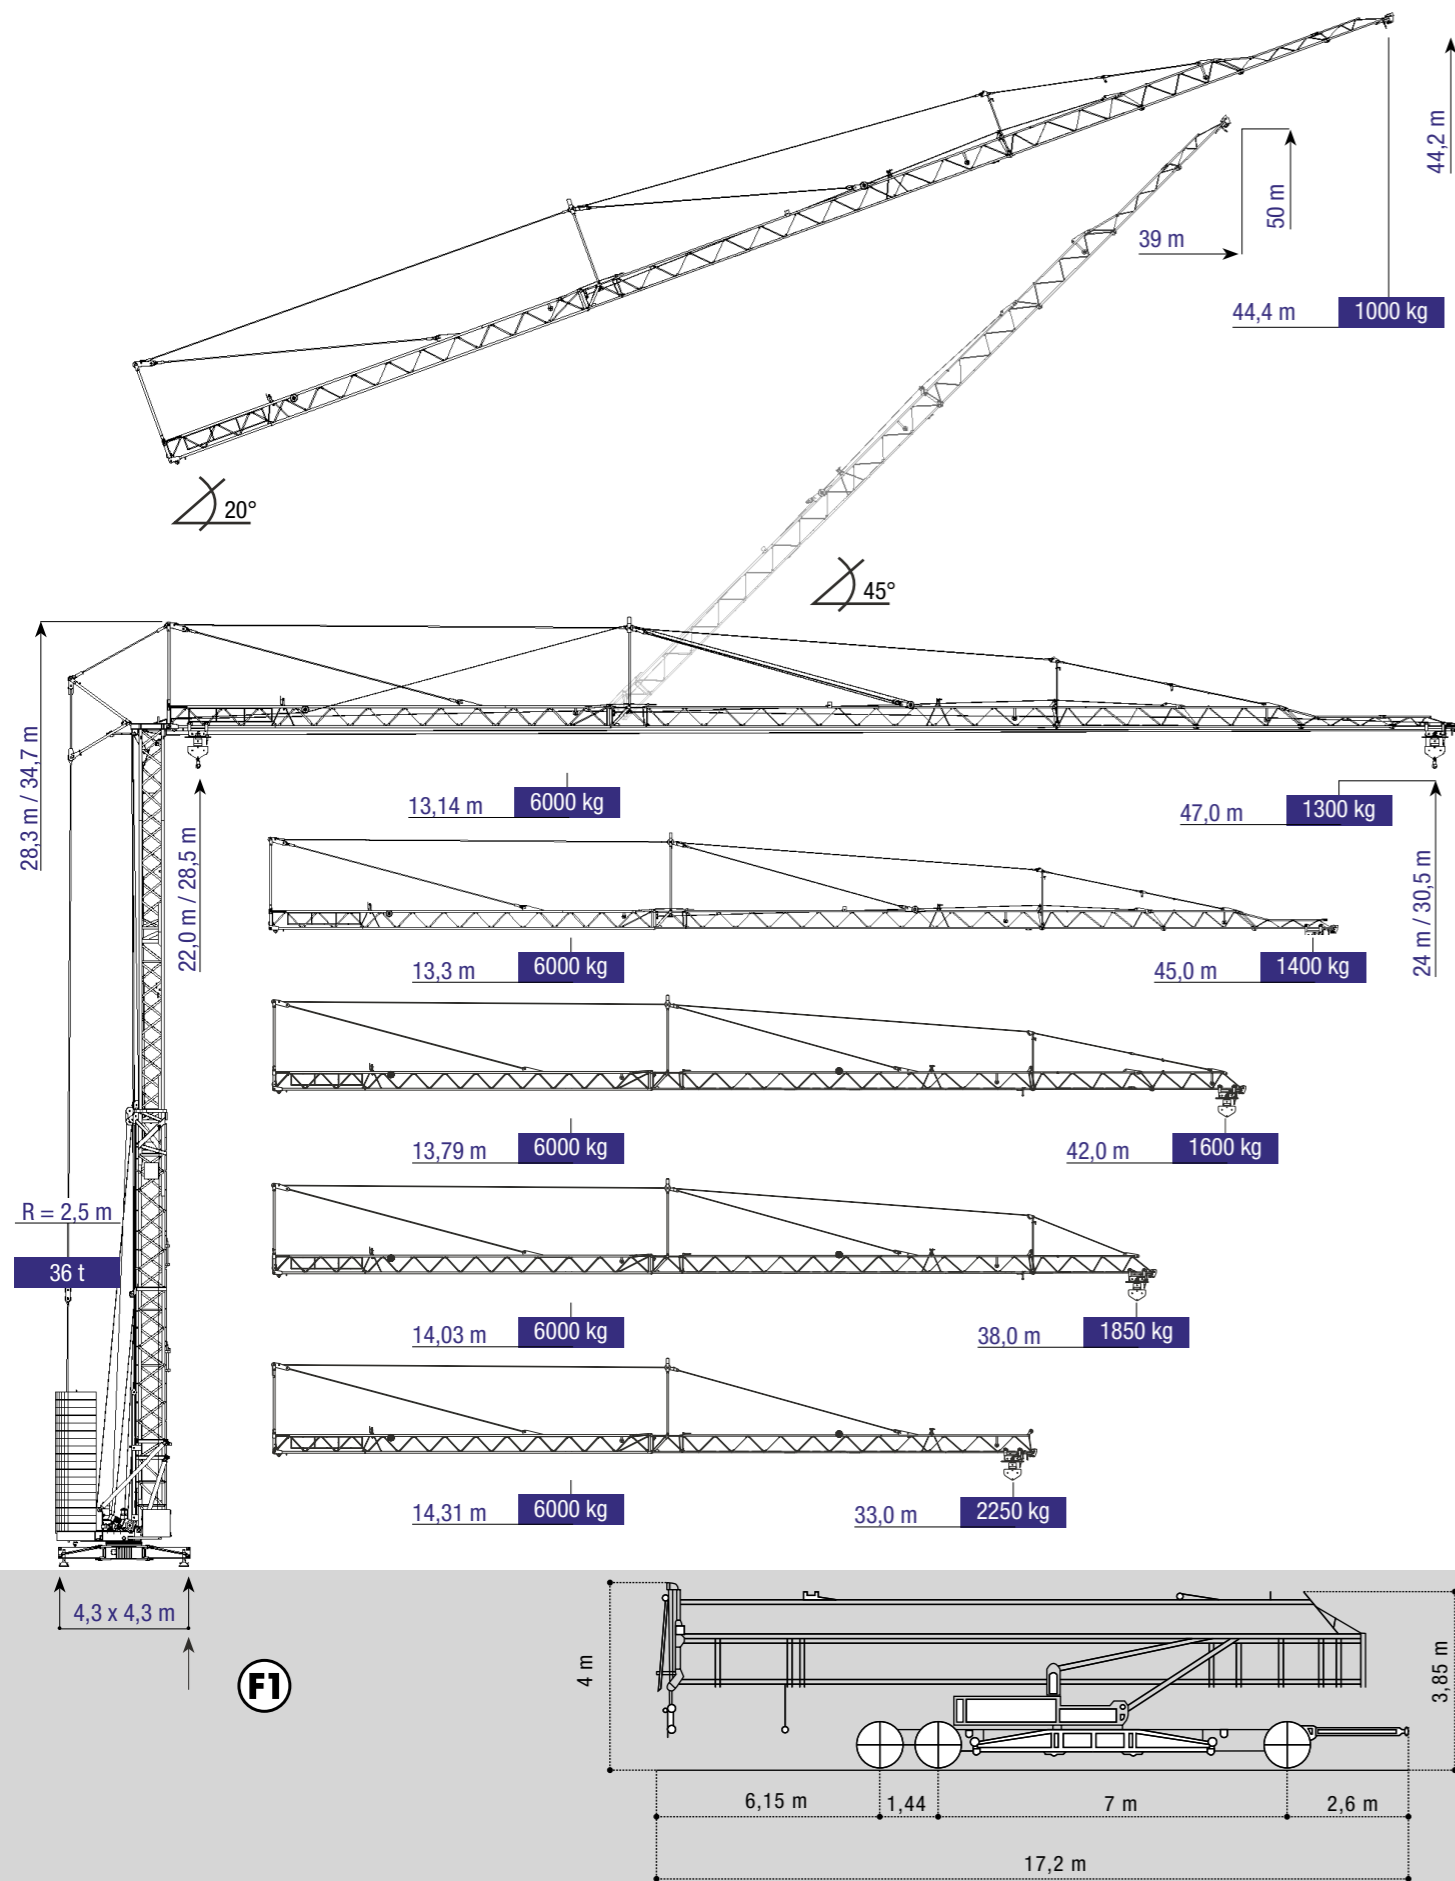 44,2 m
50 m
39 m
44,4 m 1000 kg
20°
45°
28,3 m / 34,7 m
22,0 m / 28,5 m
13,14 m 6000 kg
47,0 m 1300 kg
24 m / 30,5 m
13,3 m 6000 kg
45,0 m 1400 kg
13,79 m 6000 kg
42,0 m 1600 kg
R = 2,5 m
36 t
14,03 m 6000 kg
38,0 m 1850 kg
14,31 m 6000 kg
33,0 m 2250 kg
4,3 x 4,3 m
F1
4 m
3,85 m
6,15 m 1,44 7 m 2,6 m
17,2 m